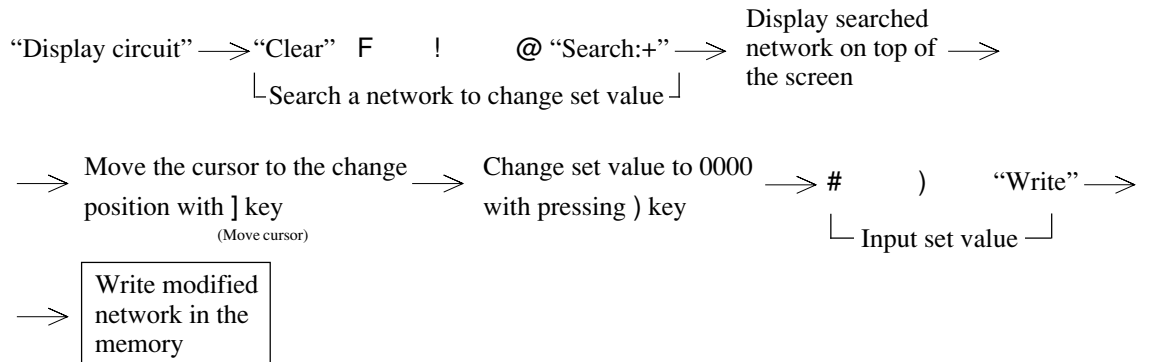 “Display circuit” “Clear” F ! @ “Search:+” Display searched
network on top of
the screen
Search a network to change set value
Move the cursor to the change
position with ] key
(Move cursor)
Change set value to 0000
with pressing ) key
# ) “Write”
Input set value
Write modified
network in the
memory